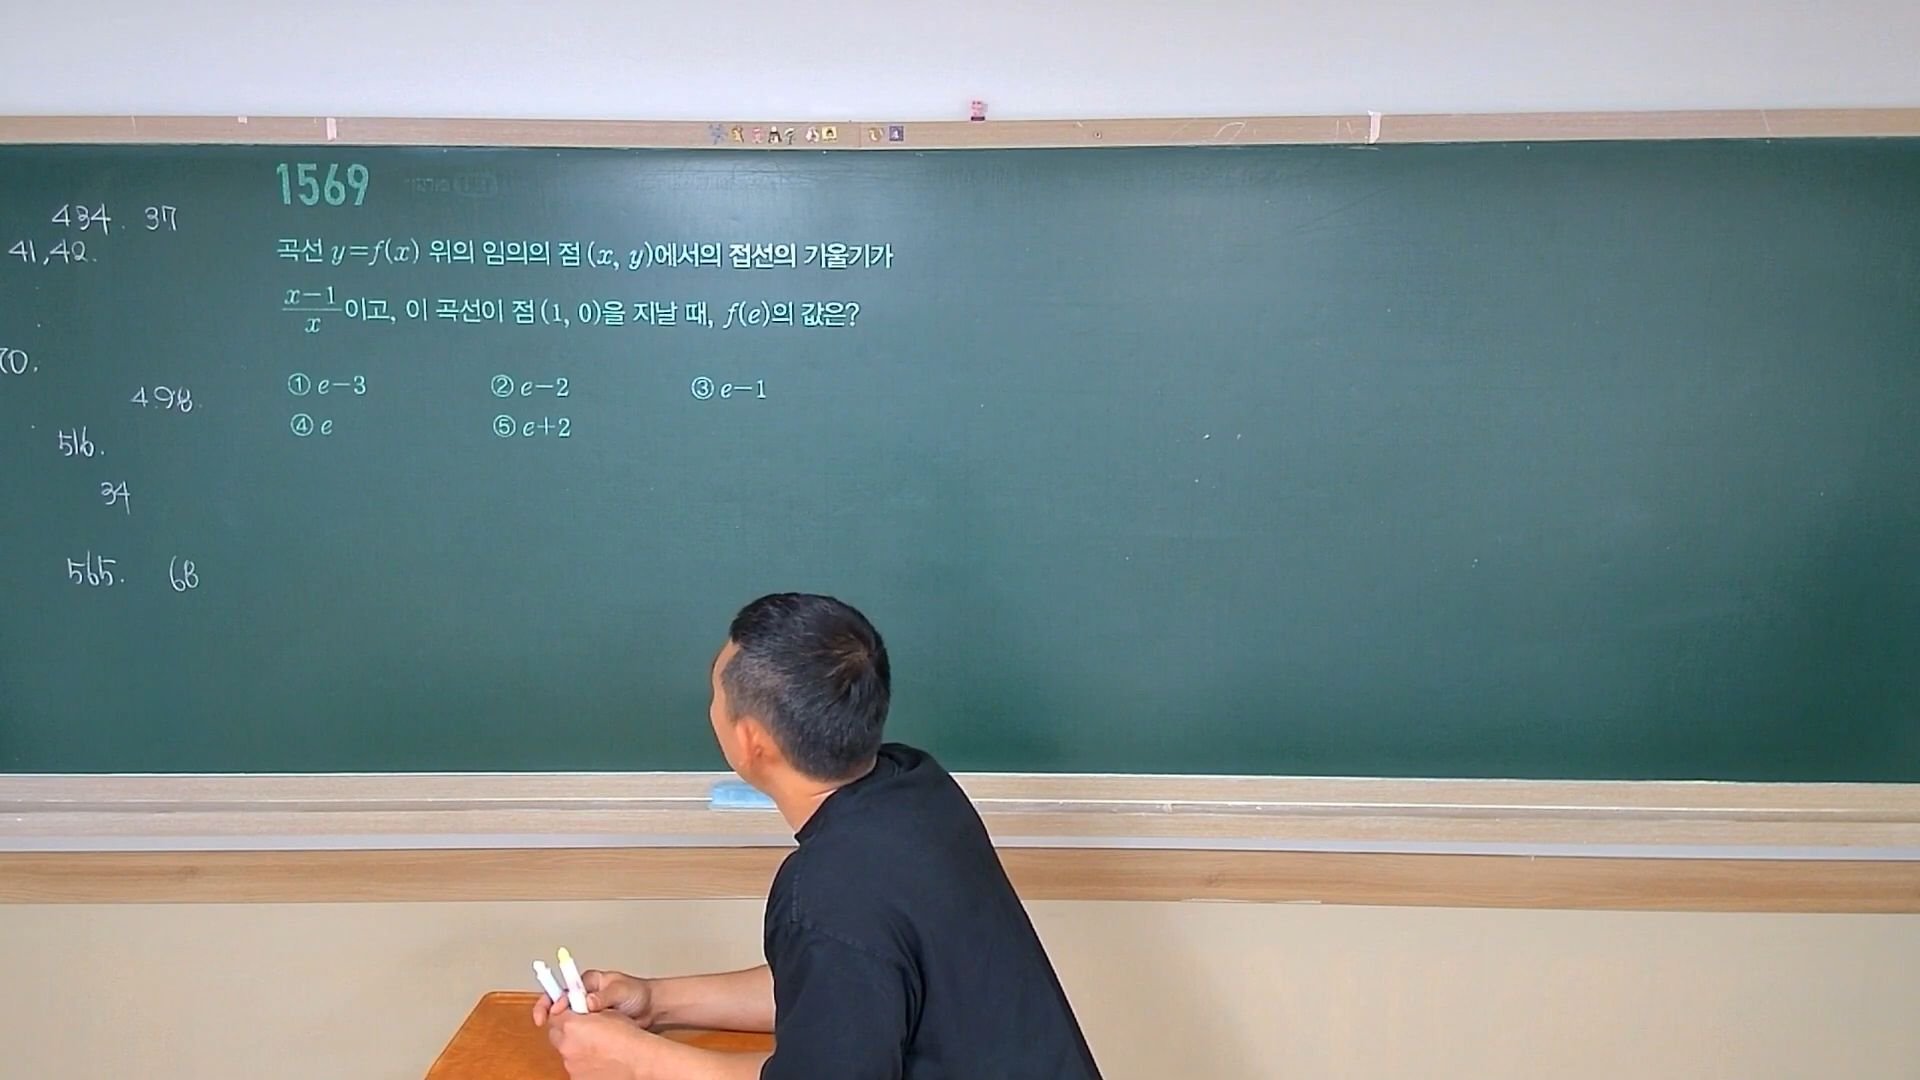 1569
곡선 y=f(x) 위의 임의의 점 (x, y)에서의 접선의 기울기가
\frac{x-1}{x}이고, 이 곡선이 점 (1, 0)을 지날 때, f(e)의 값은?
① e-3 ② e-2 ③ e-1
④ e ⑤ e+2
434. 37
41,42.
70.
498.
516.
34
565. 68